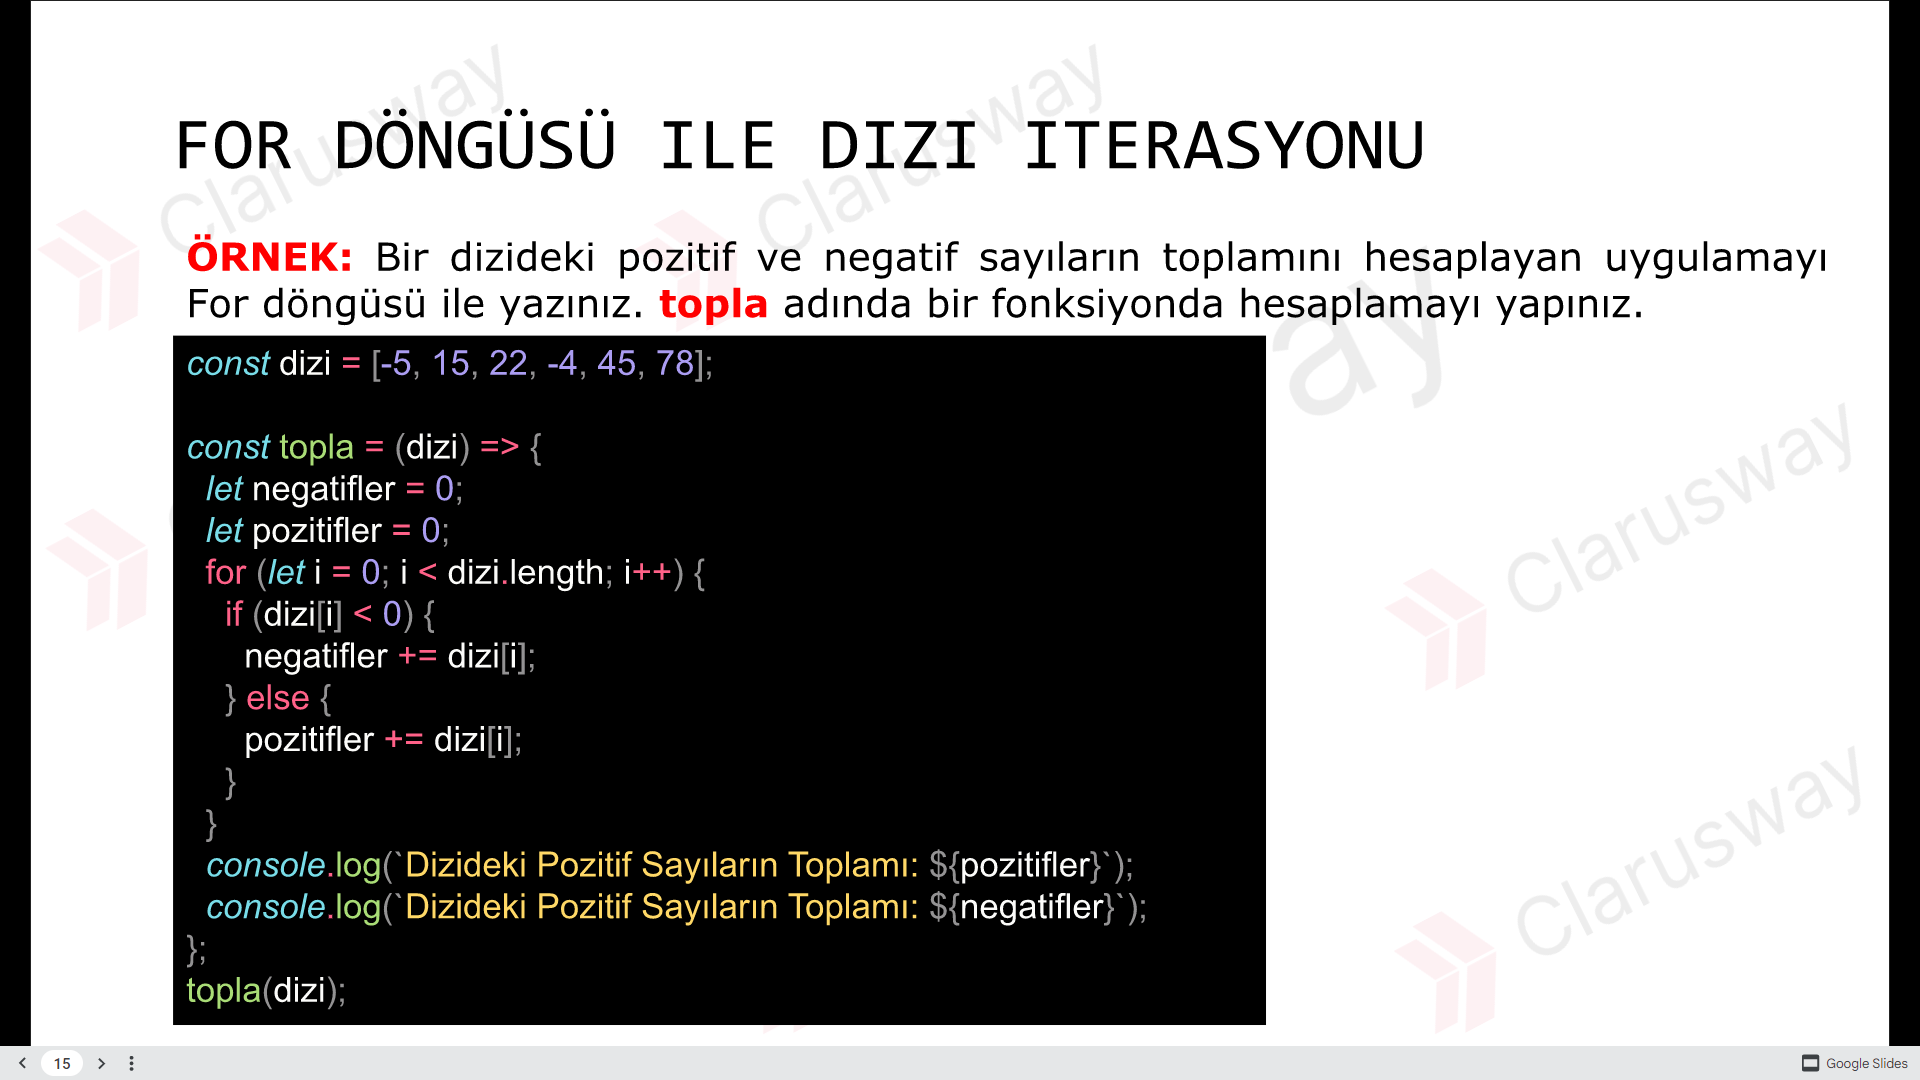 FOR DÖNGÜSÜ ILE DIZI ITERASYONU
ÖRNEK: Bir dizideki pozitif ve negatif sayıların toplamını hesaplayan uygulamayı
For döngüsü ile yazınız. topla adında bir fonksiyonda hesaplamayı yapınız.
const dizi = [-5, 15, 22, -4, 45, 78];
const topla = (dizi) => {
let negatifler = 0;
let pozitifler = 0;
for (let i = 0; i < dizi.length; i++) {
if (dizi[i] < 0) {
negatifler += dizi[i];
} else {
pozitifler += dizi[i];
}
}
console.log(`Dizideki Pozitif Sayıların Toplamı: ${pozitifler}`);
console.log(`Dizideki Pozitif Sayıların Toplamı: ${negatifler}`);
};
topla(dizi);
Clarusway
Clarusway
ay
Clarusway
Clarusway
15
Google Slides